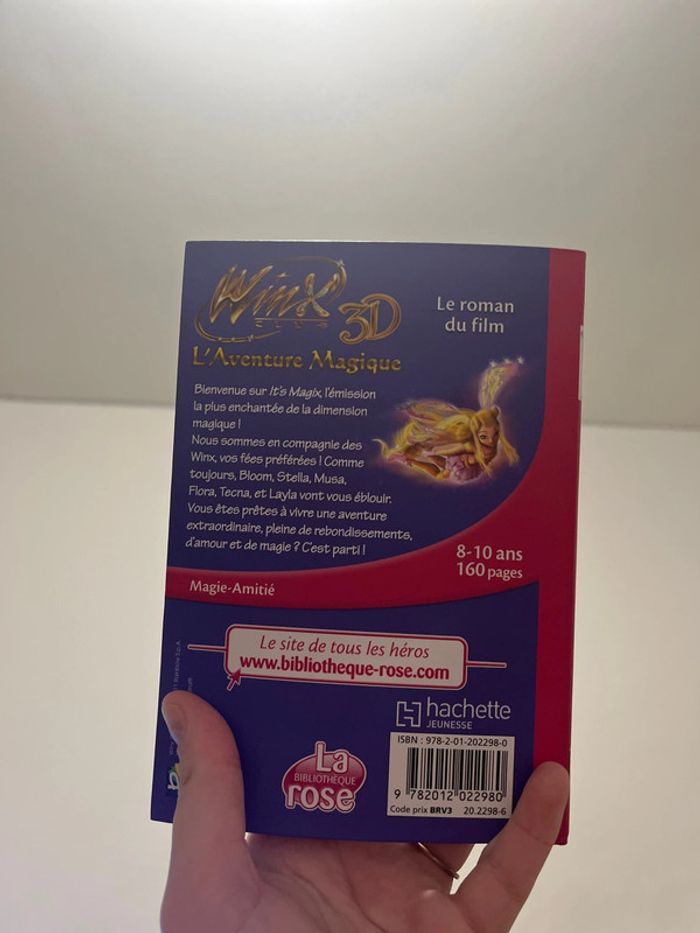 Winx
CLUB
3D
L'Aventure Magique
Le roman
du film
Bienvenue sur It's Magix, l'émission
la plus enchantée de la dimension
magique !
Nous sommes en compagnie des
Winx, vos fées préférées ! Comme
toujours, Bloom, Stella, Musa,
Flora, Tecna, et Layla vont vous éblouir.
Vous êtes prêtes à vivre une aventure
extraordinaire, pleine de rebondissements,
d'amour et de magie ? C'est parti !
8-10 ans
160 pages
Magie-Amitié
Le site de tous les héros
www.bibliotheque-rose.com
hachette
JEUNESSE
ISBN : 978-2-01-202298-0
9 782012 022980
Code prix BRV3 20.2298-6
La
BIBLIOTHÈQUE
rose
Rainbow S.p.A.